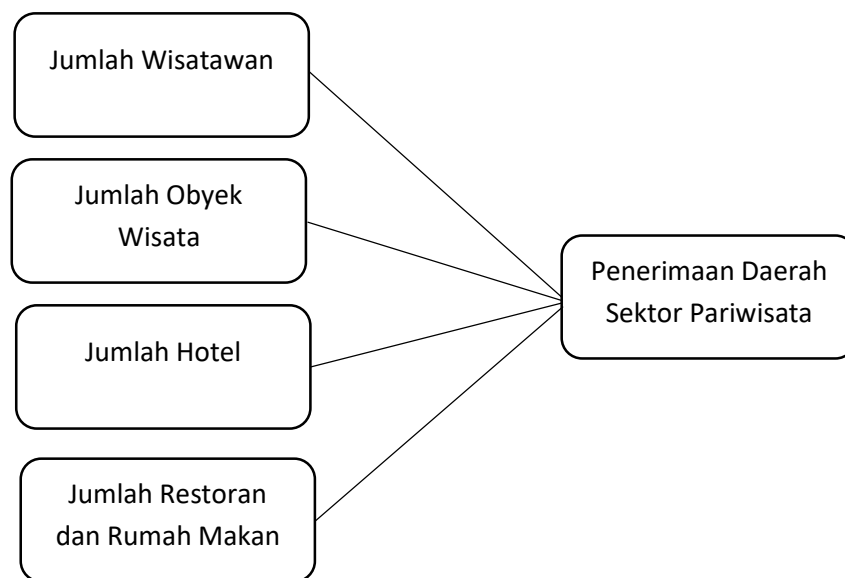 Jumlah Wisatawan
Jumlah Obyek
Wisata
Jumlah Hotel
Jumlah Restoran
dan Rumah Makan
Penerimaan Daerah
Sektor Pariwisata